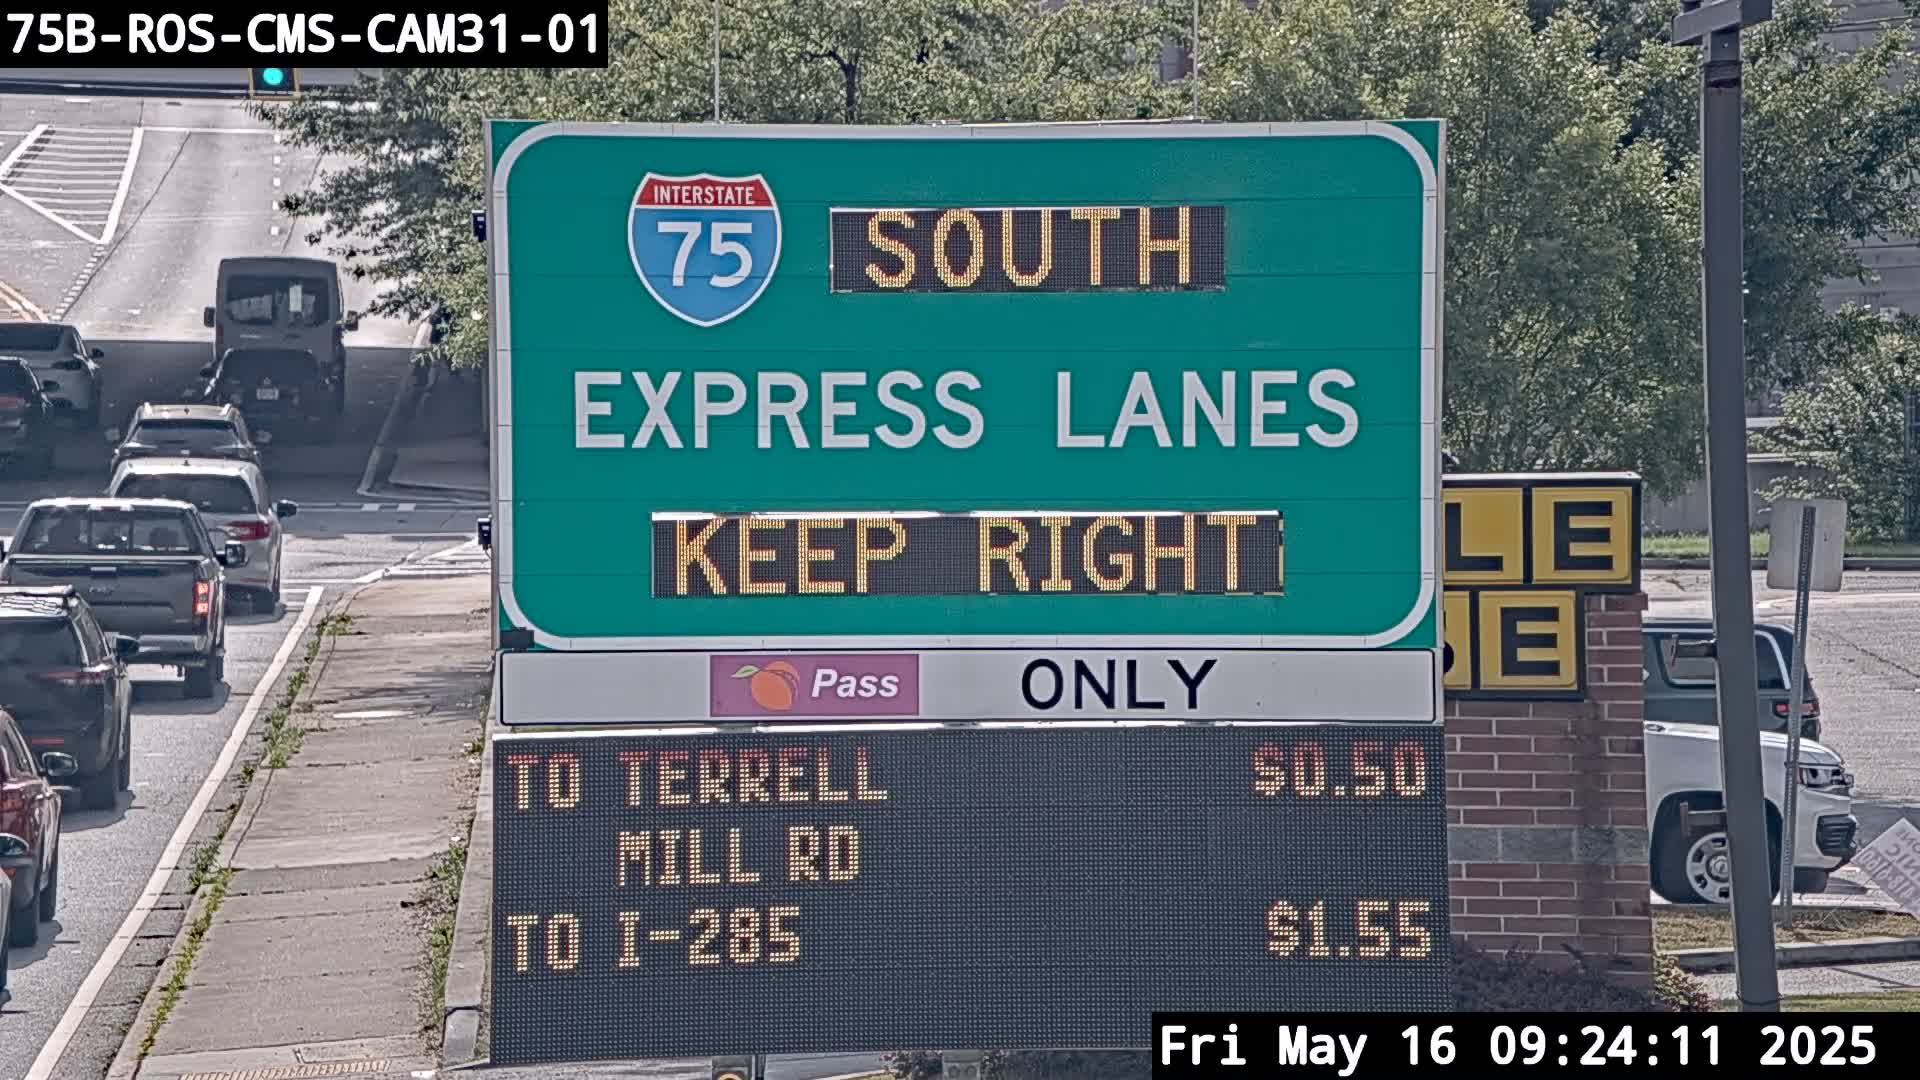 75B-ROS-CMS-CAM31-01
INTERSTATE
75
SOUTH
EXPRESS LANES
KEEP RIGHT
Pass ONLY
TO TERRELL $0.50
MILL RD
TO I-285 $1.55
LE
E
Fri May 16 09:24:11 2025